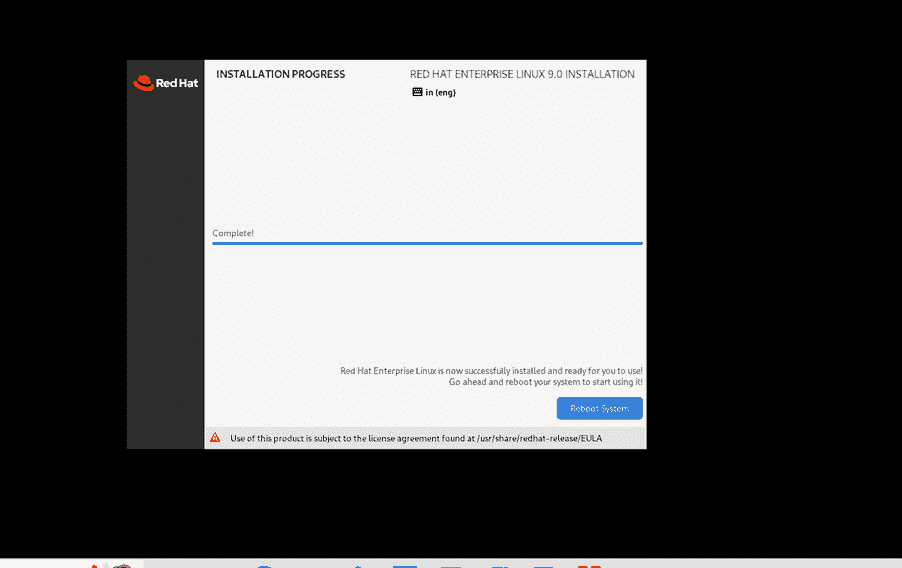 Red Hat
INSTALLATION PROGRESS
RED HAT ENTERPRISE LINUX 9.0 INSTALLATION
in (eng)
Complete!
Red Hat Enterprise Linux is now successfully installed and ready for you to use!
Go ahead and reboot your system to start using it!
Reboot System
Use of this product is subject to the license agreement found at /usr/share/redhat-release/EULA